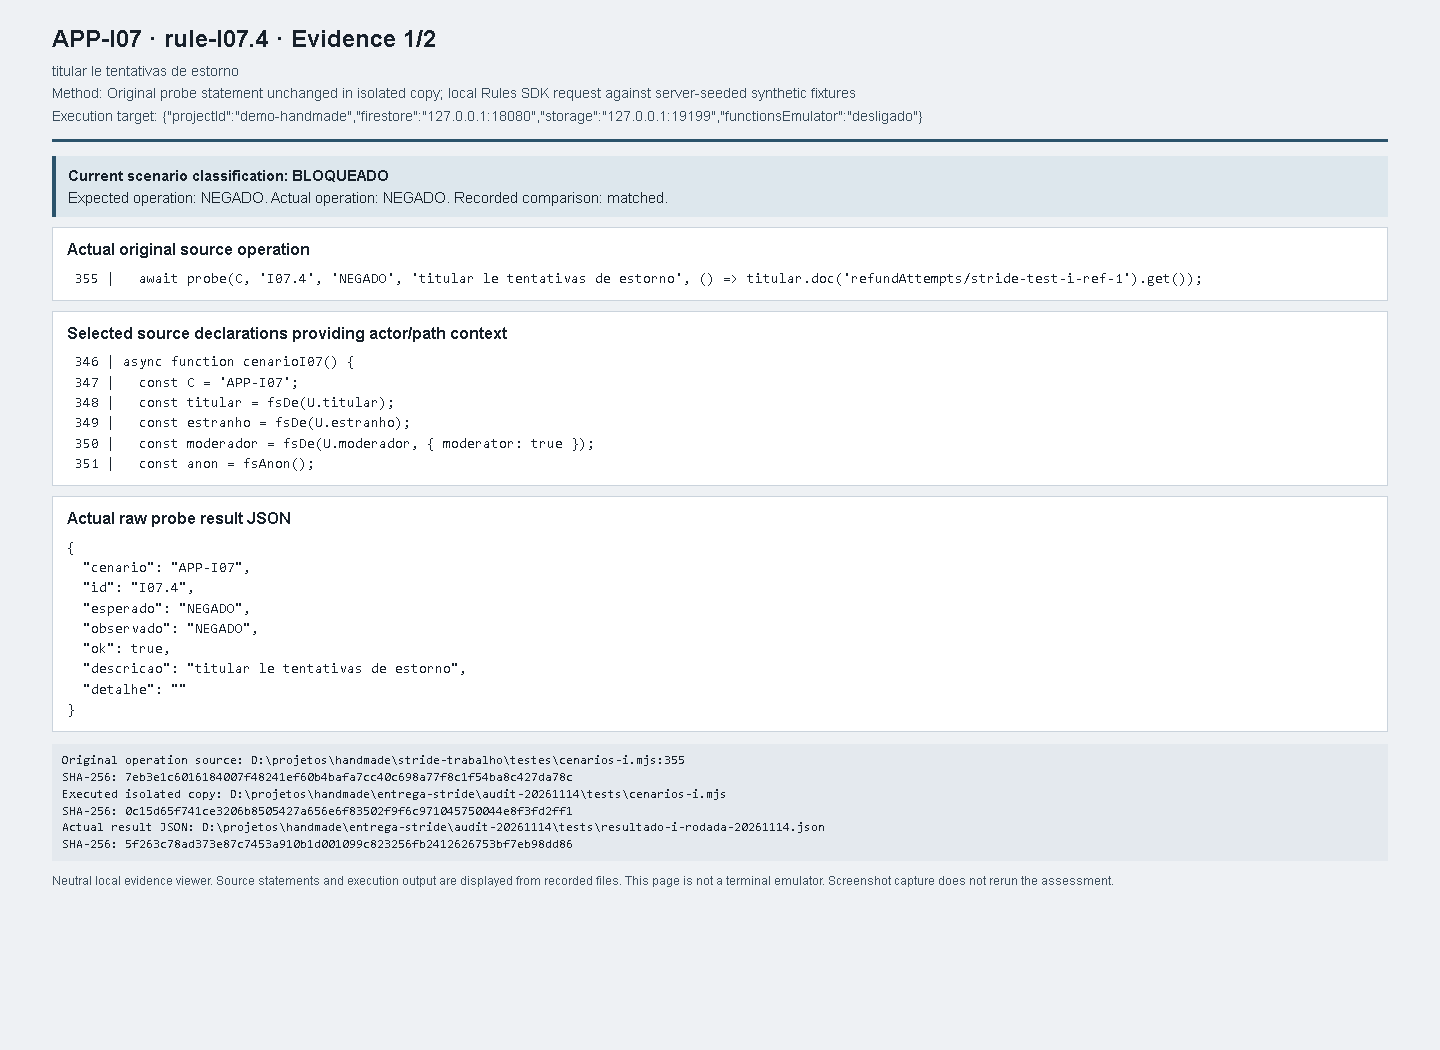 APP-I07 · rule-I07.4 · Evidence 1/2
titular le tentativas de estorno
Method: Original probe statement unchanged in isolated copy; local Rules SDK request against server-seeded synthetic fixtures
Execution target: {"projectId":"demo-handmade","firestore":"127.0.0.1:18080","storage":"127.0.0.1:19199","functionsEmulator":"desligado"}
Current scenario classification: BLOQUEADO
Expected operation: NEGADO. Actual operation: NEGADO. Recorded comparison: matched.
Actual original source operation
355 |   await probe(C, 'I07.4', 'NEGADO', 'titular le tentativas de estorno', () => titular.doc('refundAttempts/stride-test-i-ref-1').get());
Selected source declarations providing actor/path context
346 | async function cenarioI07() {
347 |   const C = 'APP-I07';
348 |   const titular = fsDe(U.titular);
349 |   const estranho = fsDe(U.estranho);
350 |   const moderador = fsDe(U.moderador, { moderator: true });
351 |   const anon = fsAnon();
Actual raw probe result JSON
{
  "cenario": "APP-I07",
  "id": "I07.4",
  "esperado": "NEGADO",
  "observado": "NEGADO",
  "ok": true,
  "descricao": "titular le tentativas de estorno",
  "detalhe": ""
}
Original operation source: D:\projetos\handmade\stride-trabalho\testes\cenarios-i.mjs:355
SHA-256: 7eb3e1c6016184007f48241ef60b4bafa7cc40c698a77f8c1f54ba8c427da78c
Executed isolated copy: D:\projetos\handmade\entrega-stride\audit-20261114\tests\cenarios-i.mjs
SHA-256: 0c15d65f741ce3206b8505427a656e6f83502f9f6c971045750044e8f3fd2ff1
Actual result JSON: D:\projetos\handmade\entrega-stride\audit-20261114\tests\resultado-i-rodada-20261114.json
SHA-256: 5f263c78ad373e87c7453a910b1d001099c823256fb2412626753bf7eb98dd86
Neutral local evidence viewer. Source statements and execution output are displayed from recorded files. This page is not a terminal emulator. Screenshot capture does not rerun the assessment.